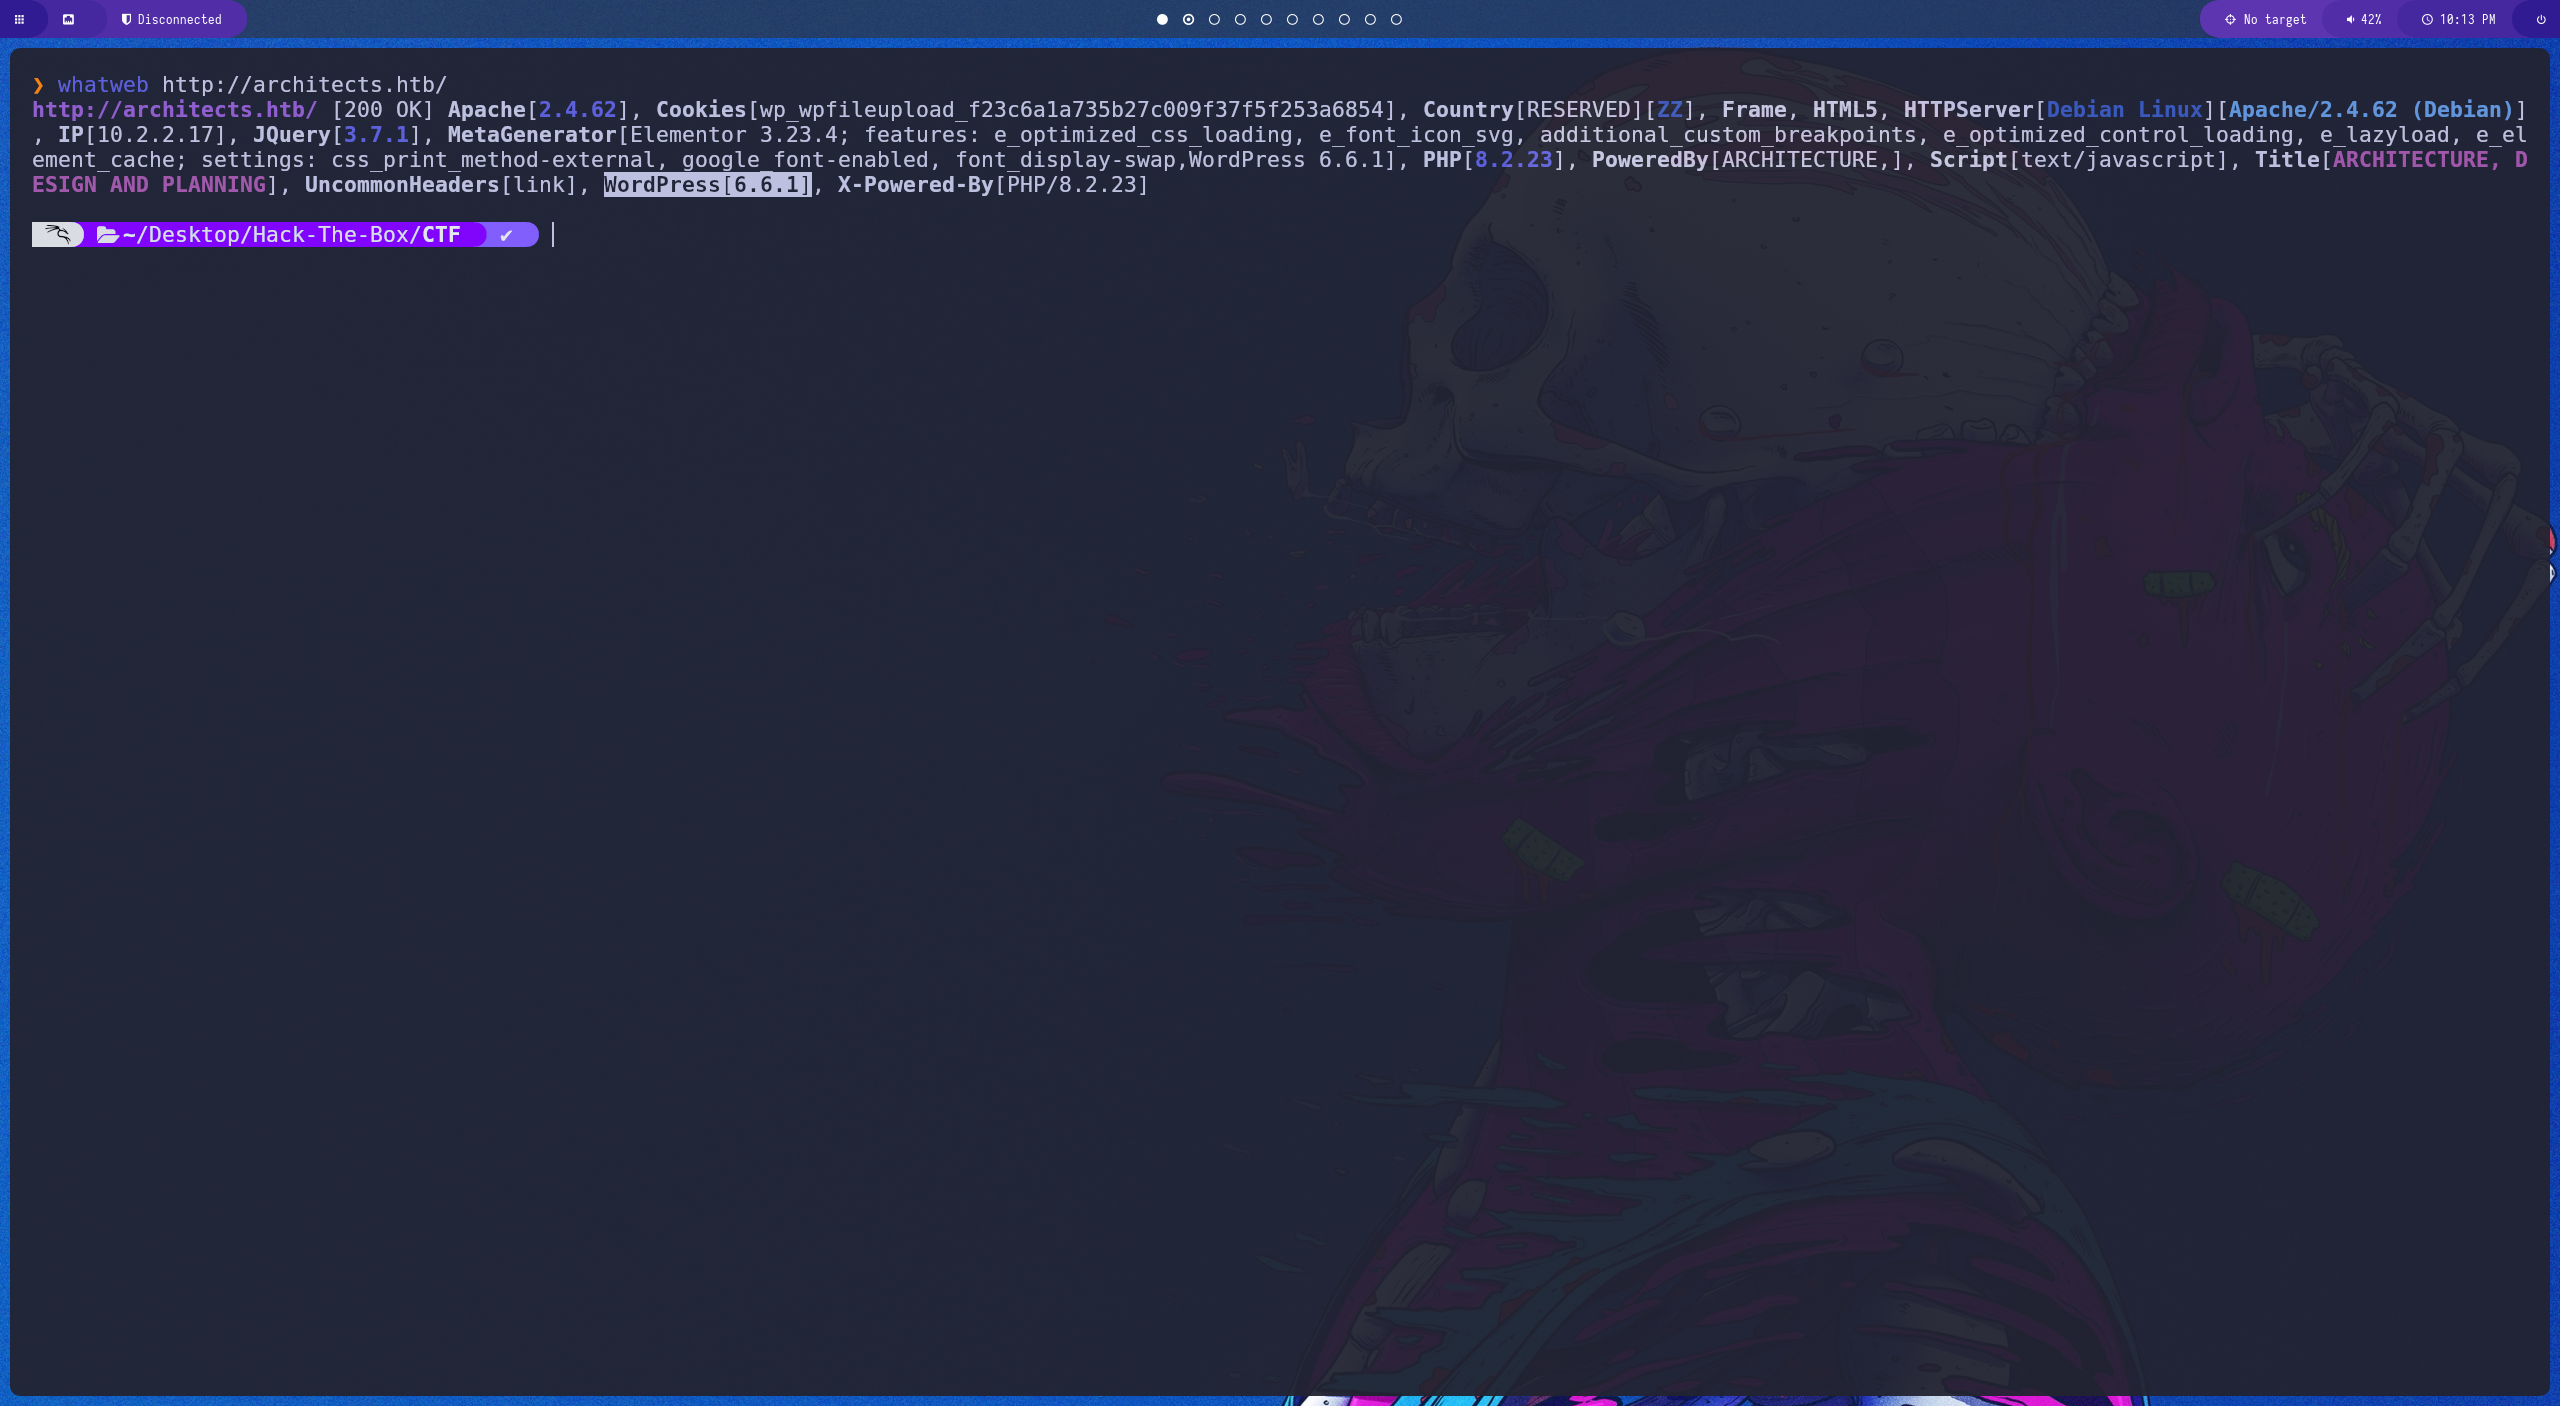 Disconnected
No target 42% 10:13 PM
❯ whatweb http://architects.htb/
http://architects.htb/ [200 OK] Apache[2.4.62], Cookies[wp_wpfileupload_f23c6a1a735b27c009f37f5f253a6854], Country[RESERVED][ZZ], Frame, HTML5, HTTPServer[Debian Linux][Apache/2.4.62 (Debian)]
, IP[10.2.2.17], JQuery[3.7.1], MetaGenerator[Elementor 3.23.4; features: e_optimized_css_loading, e_font_icon_svg, additional_custom_breakpoints, e_optimized_control_loading, e_lazyload, e_el
ement_cache; settings: css_print_method-external, google_font-enabled, font_display-swap,WordPress 6.6.1], PHP[8.2.23], PoweredBy[ARCHITECTURE,], Script[text/javascript], Title[ARCHITECTURE, D
ESIGN AND PLANNING], UncommonHeaders[link], WordPress[6.6.1], X-Powered-By[PHP/8.2.23]
~/Desktop/Hack-The-Box/CTF ✔